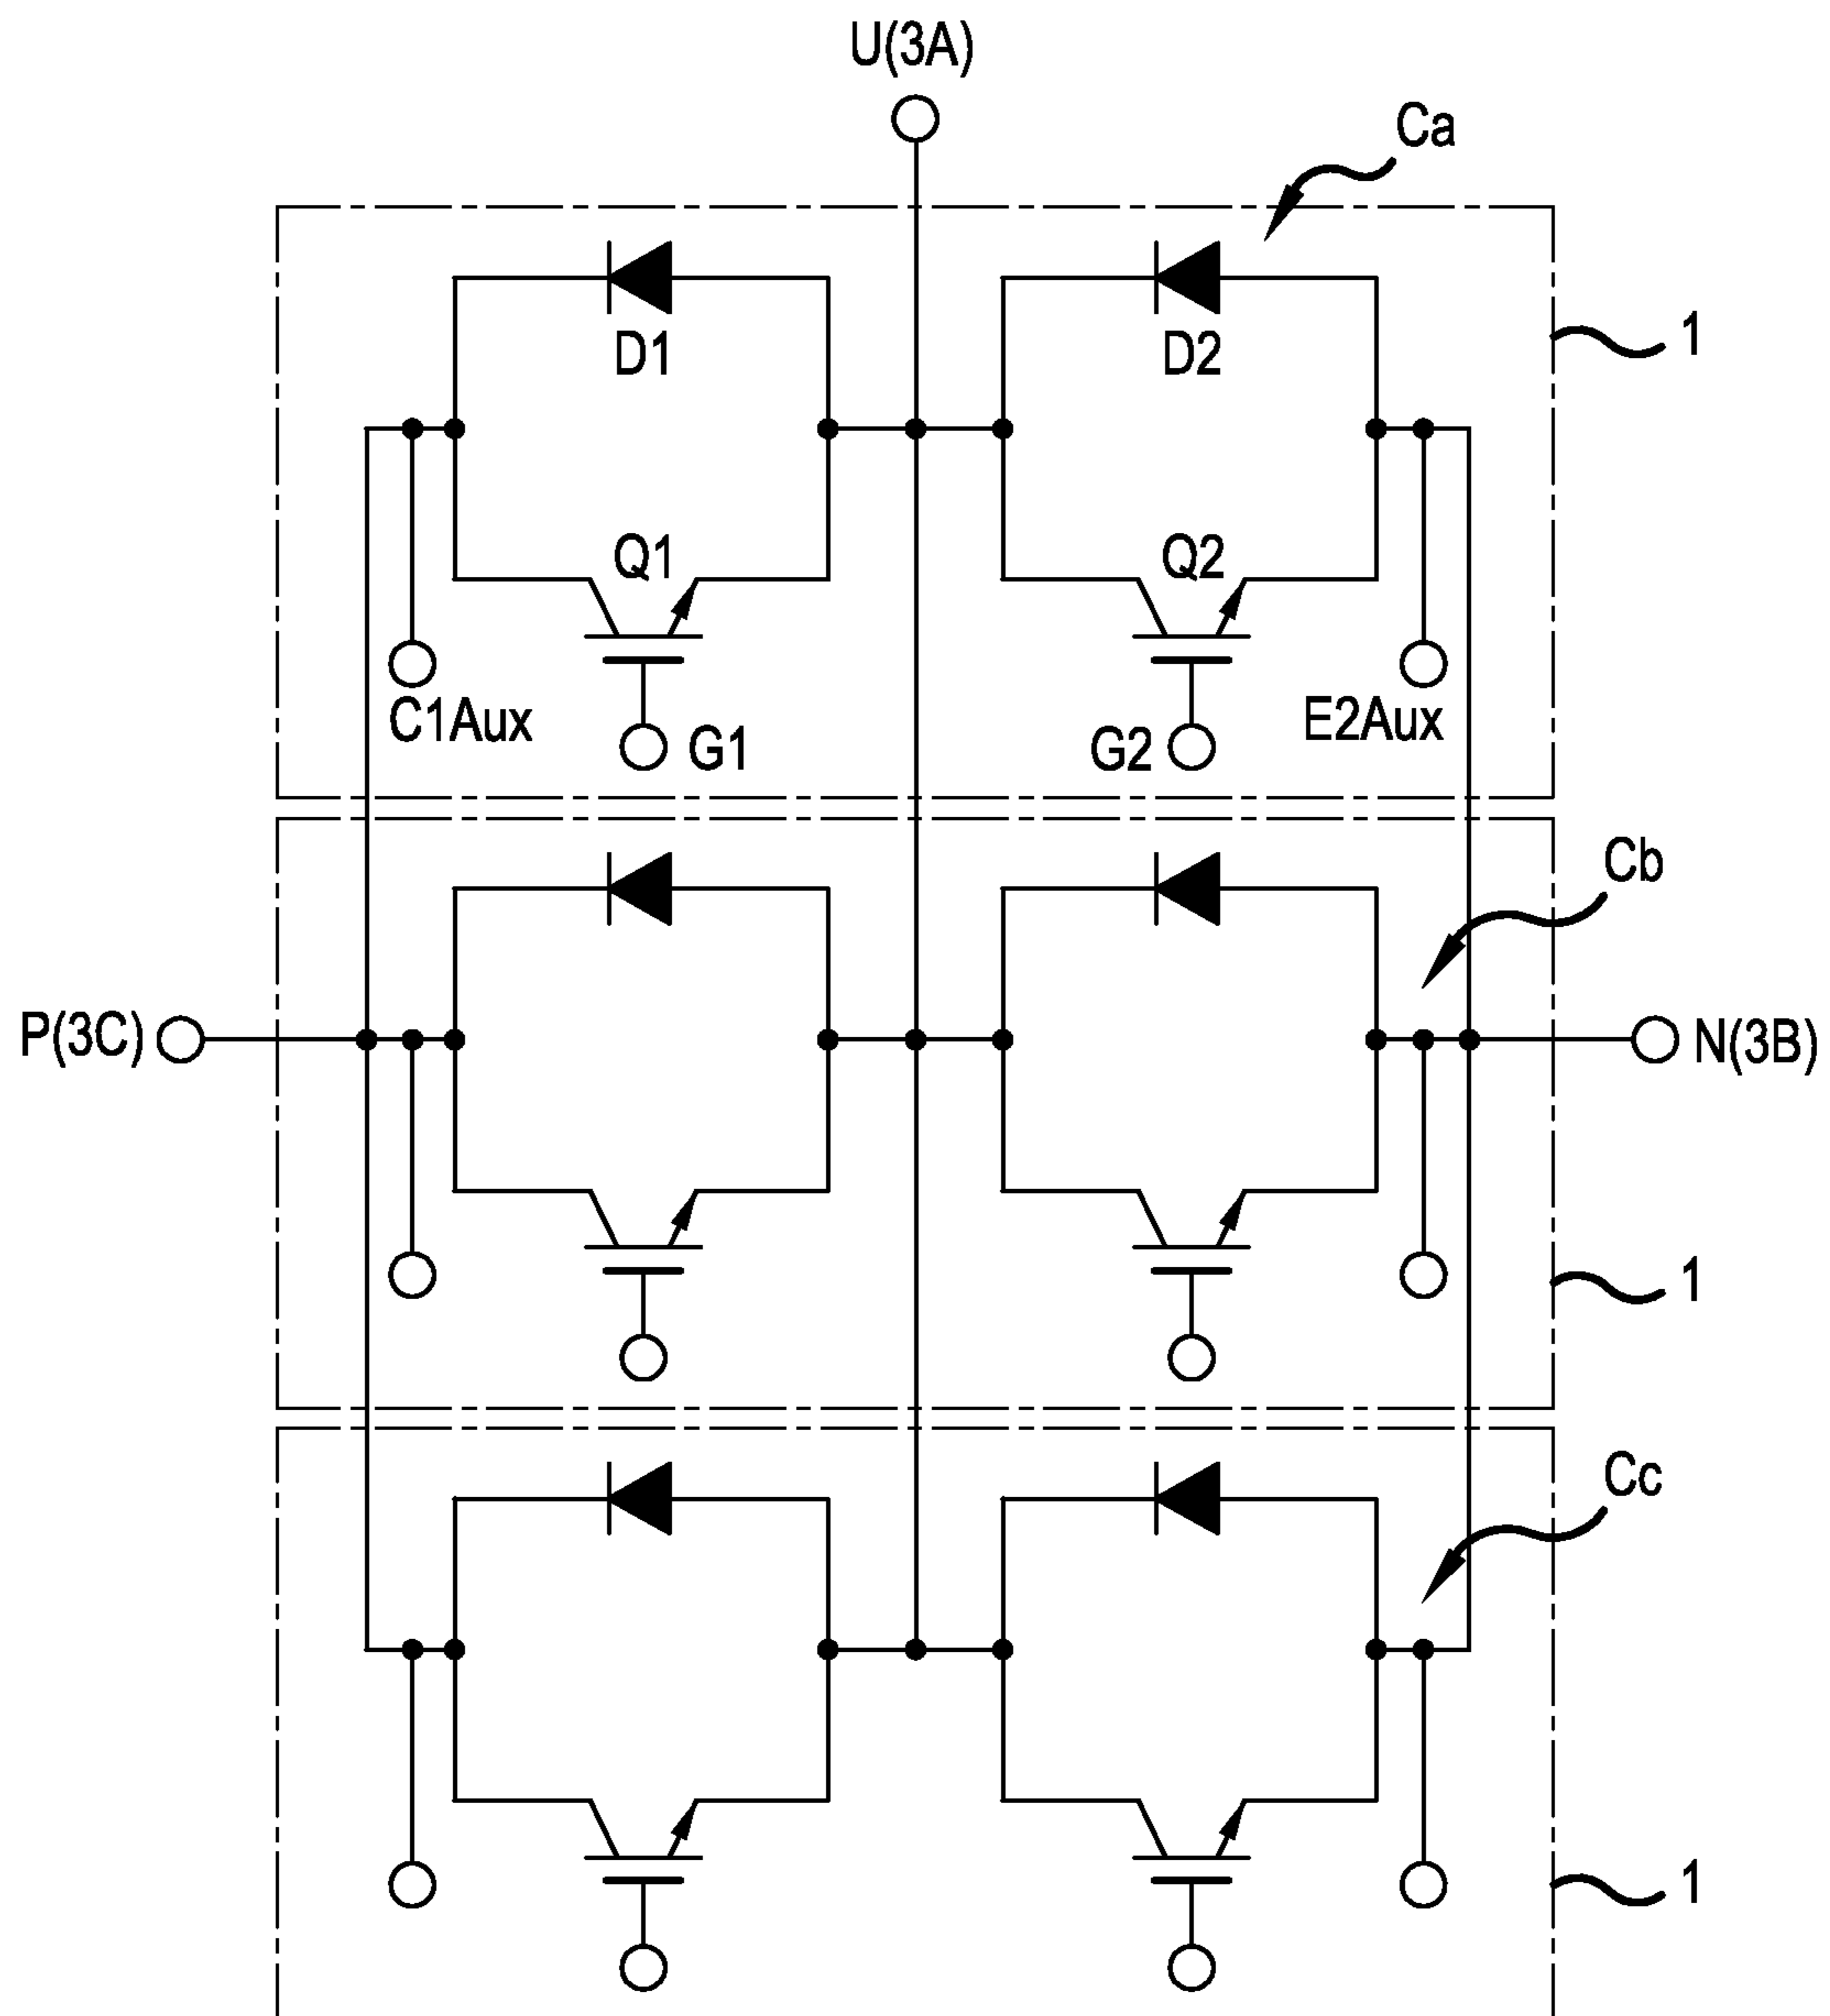 U(3A)
Ca
1
D1
D2
Q1
Q2
C1Aux
G1
G2
E2Aux
Cb
P(3C)
N(3B)
1
Cc
1